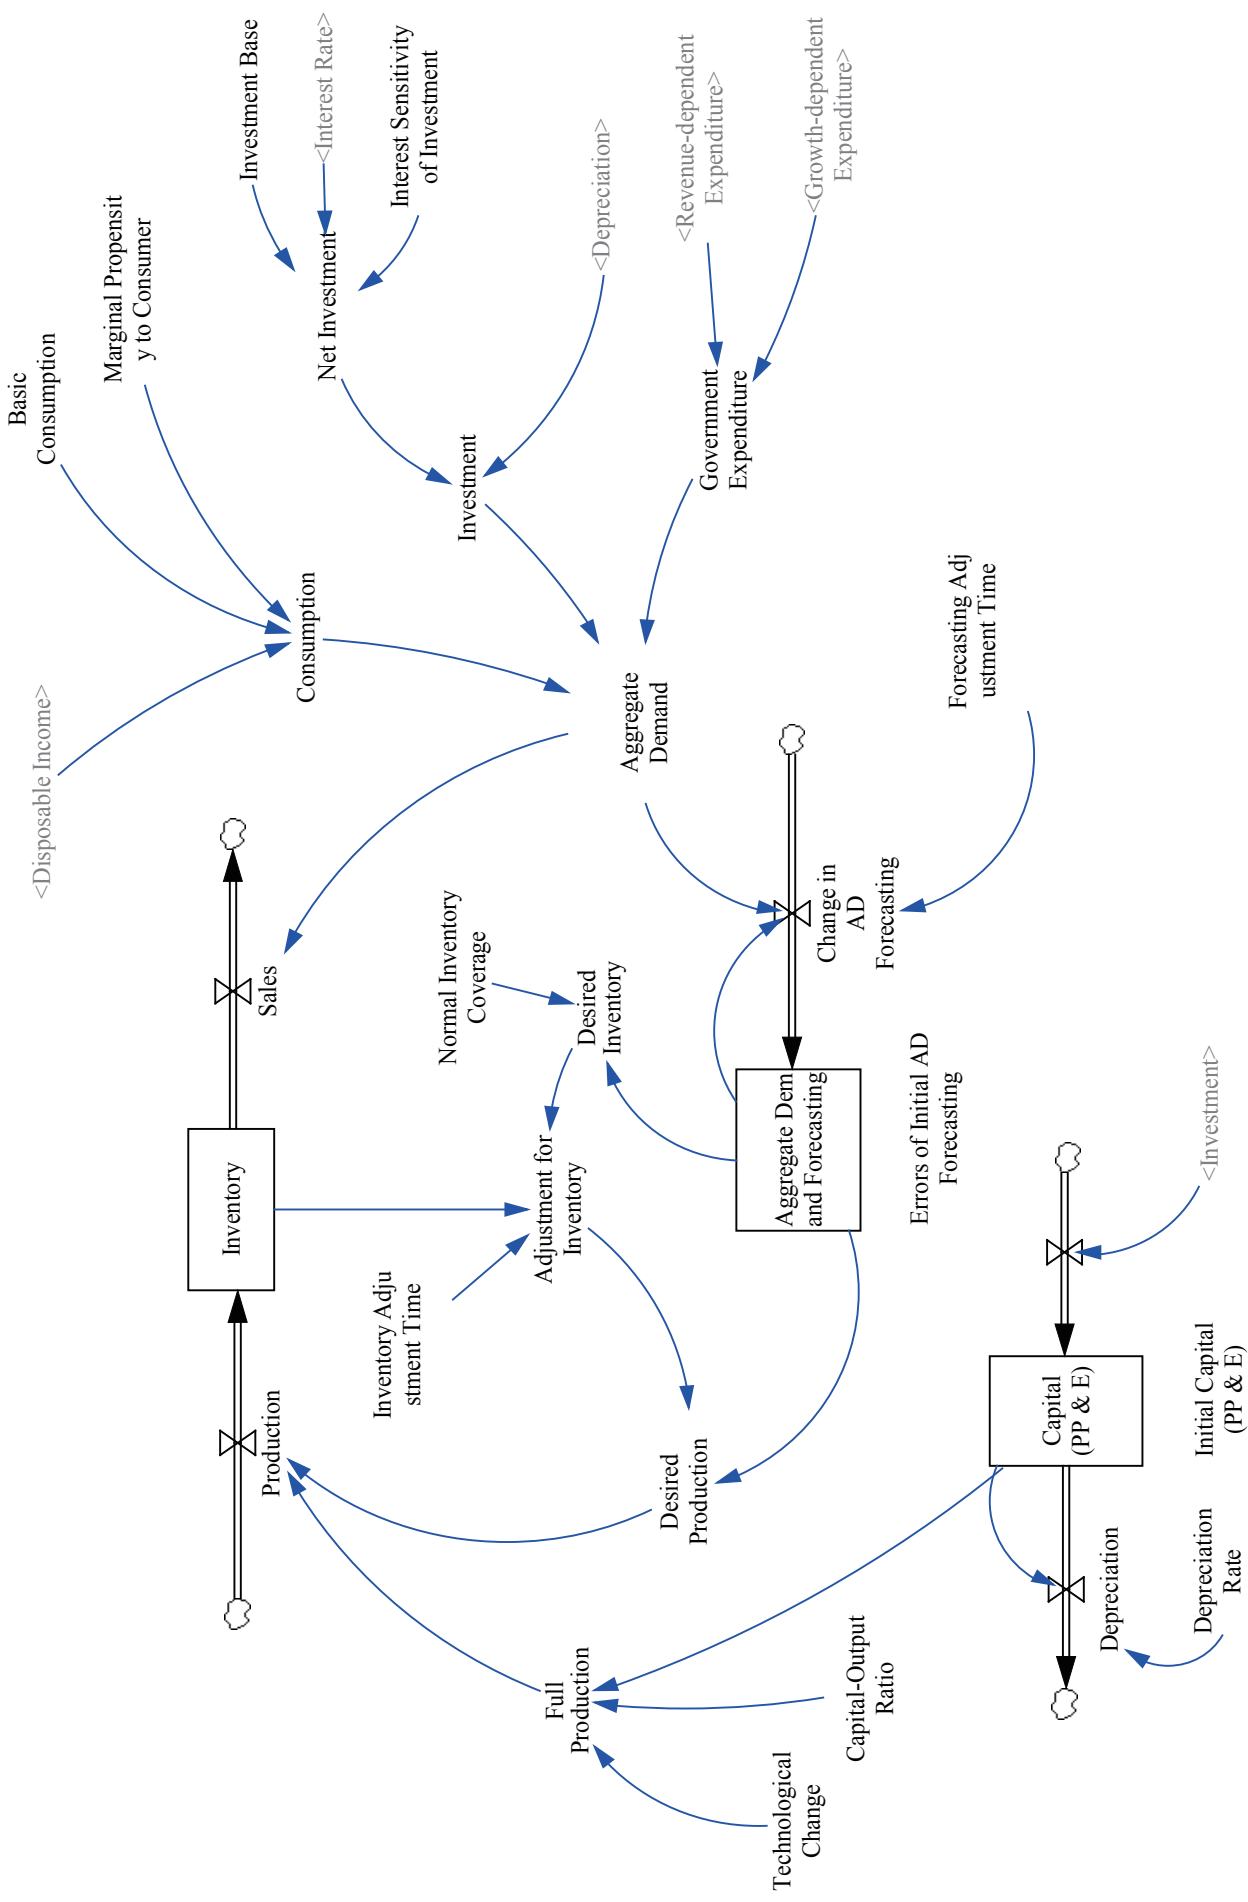 <Disposable Income>
Basic
Consumption
Marginal Propensit
y to Consumer
Production
Inventory
Sales
Investment Base
Consumption
Net Investment
<Interest Rate>
Inventory Adju
stment Time
Interest Sensitivity
of Investment
Normal Inventory
Coverage
Investment
Full
Production
Adjustment for
Inventory
Desired
Inventory
<Depreciation>
Aggregate
Demand
Desired
Production
Government
Expenditure
<Revenue-dependent
Expenditure>
Technological
Change
Aggregate Dem
and Forecasting
<Growth-dependent
Expenditure>
Change in
AD
Forecasting
Capital-Output
Ratio
Errors of Initial AD
Forecasting
Forecasting Adj
ustment Time
Capital
(PP & E)
Depreciation
Depreciation
Rate
Initial Capital
(PP & E)
<Investment>